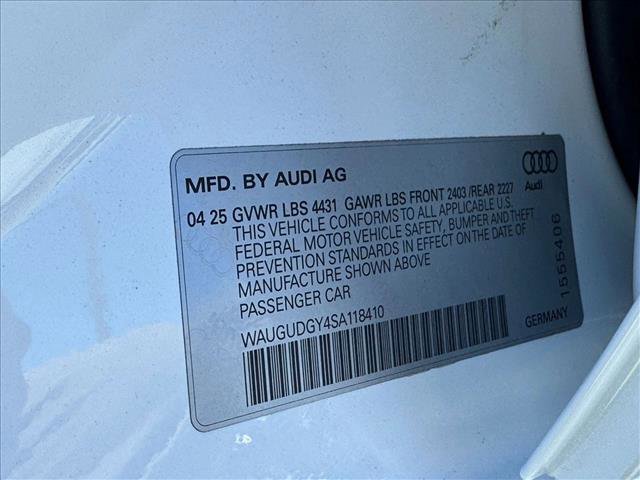 MFD. BY AUDI AG
Audi
04 25 GVWR LBS 4431 GAWR LBS FRONT 2403 /REAR 2227
THIS VEHICLE CONFORMS TO ALL APPLICABLE U.S.
FEDERAL MOTOR VEHICLE SAFETY, BUMPER AND THEFT
PREVENTION STANDARDS IN EFFECT ON THE DATE OF
MANUFACTURE SHOWN ABOVE
PASSENGER CAR
WAUGUDGY4SA118410
GERMANY
1555406